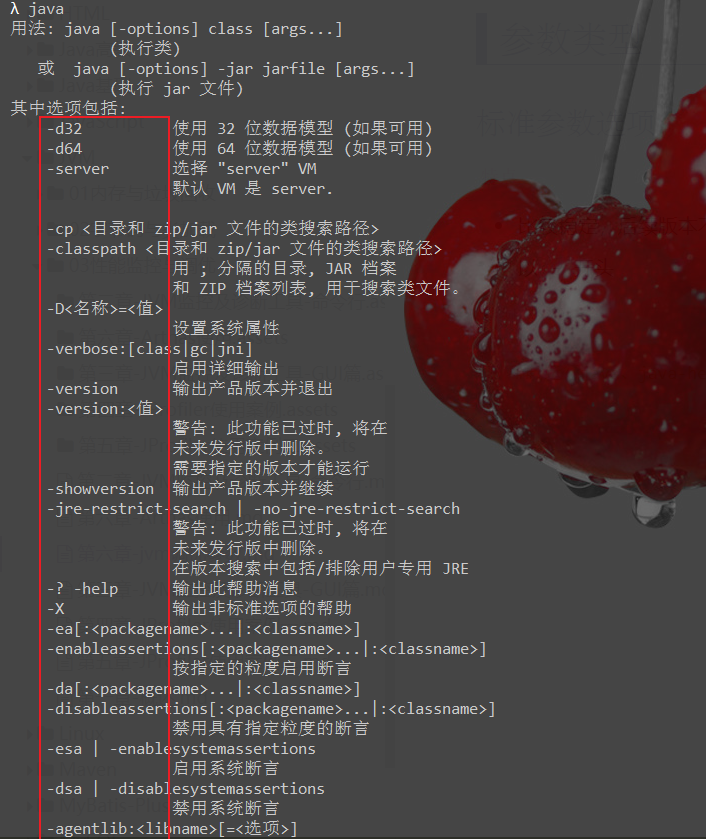 λ java
用法: java [-options] class [args...]
(执行类)
或 java [-options] -jar jarfile [args...]
(执行 jar 文件)
其中选项包括:
-d32 使用 32 位数据模型 (如果可用)
-d64 使用 64 位数据模型 (如果可用)
-server 选择 "server" VM
默认 VM 是 server.
-cp <目录和 zip/jar 文件的类搜索路径>
-classpath <目录和 zip/jar 文件的类搜索路径>
用 ; 分隔的目录, JAR 档案
和 ZIP 档案列表, 用于搜索类文件。
-D<名称>=<值>
设置系统属性
-verbose:[class|gc|jni]
启用详细输出
-version 输出产品版本并退出
-version:<值>
警告: 此功能已过时, 将在
未来发行版中删除。
需要指定的版本才能运行
-showversion 输出产品版本并继续
-jre-restrict-search | -no-jre-restrict-search
警告: 此功能已过时, 将在
未来发行版中删除。
在版本搜索中包括/排除用户专用 JRE
-? -help 输出此帮助消息
-X 输出非标准选项的帮助
-ea[:<packagename>...|:<classname>]
-enableassertions[:<packagename>...|:<classname>]
按指定的粒度启用断言
-da[:<packagename>...|:<classname>]
-disableassertions[:<packagename>...|:<classname>]
禁用具有指定粒度的断言
-esa | -enablesystemassertions
启用系统断言
-dsa | -disablesystemassertions
禁用系统断言
-agentlib:<libname>[=<选项>]